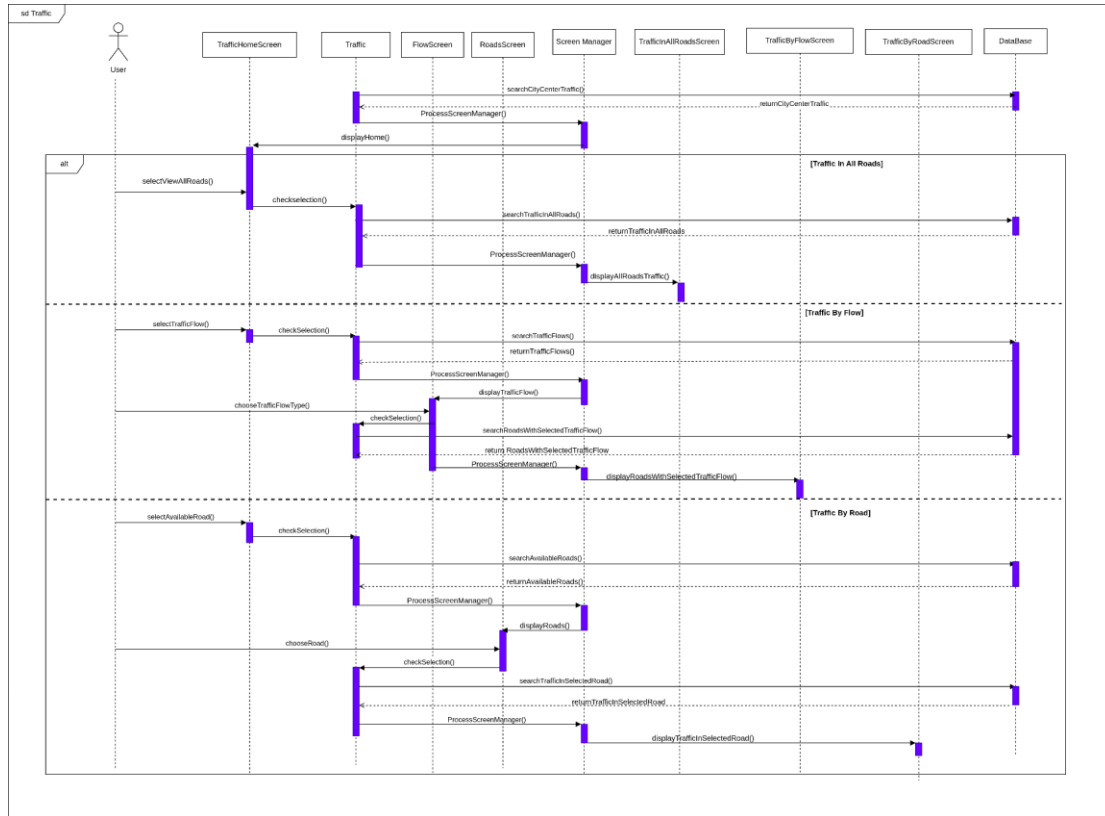 sd Traffic
User
TrafficHomeScreen
Traffic
FlowScreen
RoadsScreen
Screen Manager
TrafficInAllRoadsScreen
TrafficByFlowScreen
TrafficByRoadScreen
DataBase
searchCityCenterTraffic()
returnCityCenterTraffic
ProcessScreenManager()
displayHome()
alt
[Traffic In All Roads]
selectViewAllRoads()
checkselection()
searchTrafficInAllRoads()
returnTrafficInAllRoads
ProcessScreenManager()
displayAllRoadsTraffic()
[Traffic By Flow]
selectTrafficFlow()
checkSelection()
searchTrafficFlows()
returnTrafficFlows()
ProcessScreenManager()
displayTrafficFlow()
chooseTrafficFlowType()
checkSelection()
searchRoadsWithSelectedTrafficFlow()
return RoadsWithSelectedTrafficFlow
ProcessScreenManager()
displayRoadsWithSelectedTrafficFlow()
[Traffic By Road]
selectAvailableRoad()
checkSelection()
searchAvailableRoads()
returnAvailableRoads()
ProcessScreenManager()
displayRoads()
chooseRoad()
checkSelection()
searchTrafficInSelectedRoad()
returnTrafficInSelectedRoad
ProcessScreenManager()
displayTrafficInSelectedRoad()